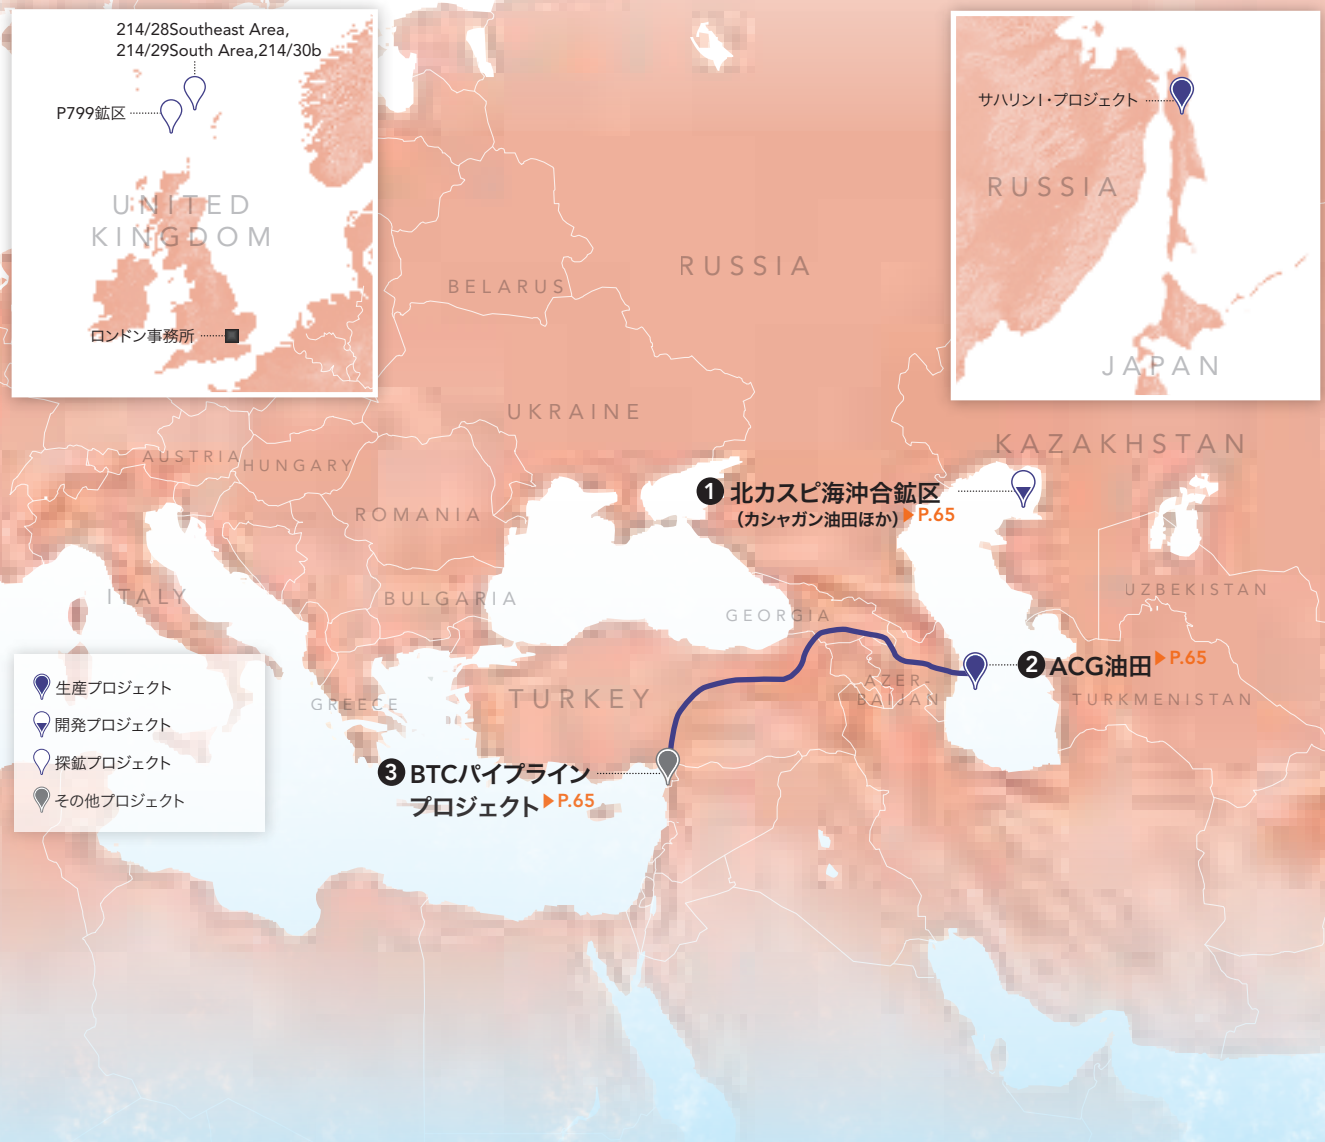 214/28Southeast Area,
214/29South Area,214/30b
P799鉱区
UNITED
KINGDOM
ロンドン事務所
サハリンI・プロジェクト
RUSSIA
JAPAN
RUSSIA
BELARUS
UKRAINE
KAZAKHSTAN
AUSTRIA
HUNGARY
1 北カスピ海沖合鉱区
(カシャガン油田ほか) ▶P.65
ROMANIA
ITALY
BULGARIA
GEORGIA
UZBEKISTAN
2 ACG油田 ▶P.65
AZER-
BAIJAN
TURKMENISTAN
GREECE
TURKEY
3 BTCパイプライン
プロジェクト ▶P.65
生産プロジェクト
開発プロジェクト
探鉱プロジェクト
その他プロジェクト